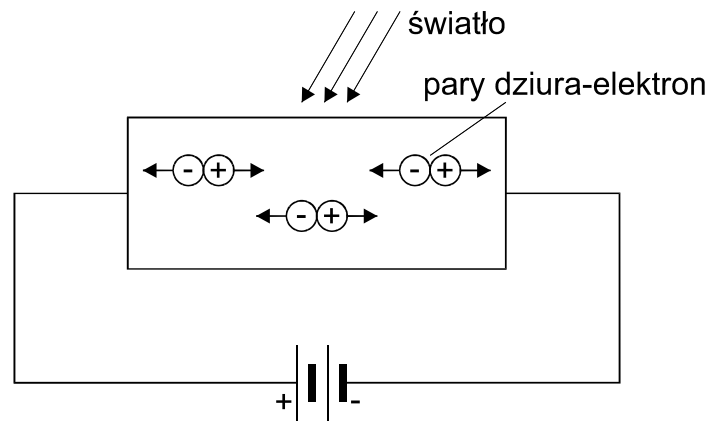 światło
pary dziura-elektron
- + - +
- +
+ -